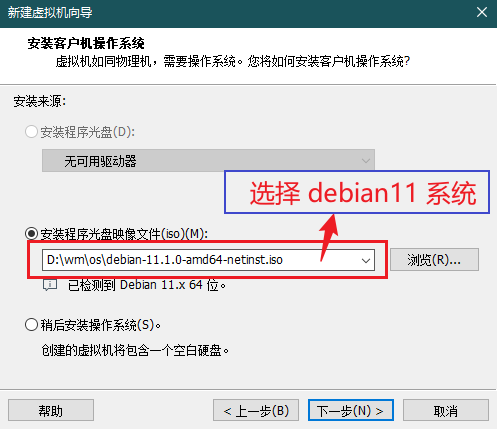 新建虚拟机向导
安装客户机操作系统
虚拟机如同物理机，需要操作系统。您将如何安装客户机操作系统?
安装来源:
安装程序光盘(D):
无可用驱动器
选择 debian11 系统
安装程序光盘映像文件(iso)(M):
D:\wm\os\debian-11.1.0-amd64-netinst.iso
浏览(R)...
已检测到 Debian 11.x 64 位。
稍后安装操作系统(S)。
创建的虚拟机将包含一个空白硬盘。
帮助
< 上一步(B)
下一步(N) >
取消